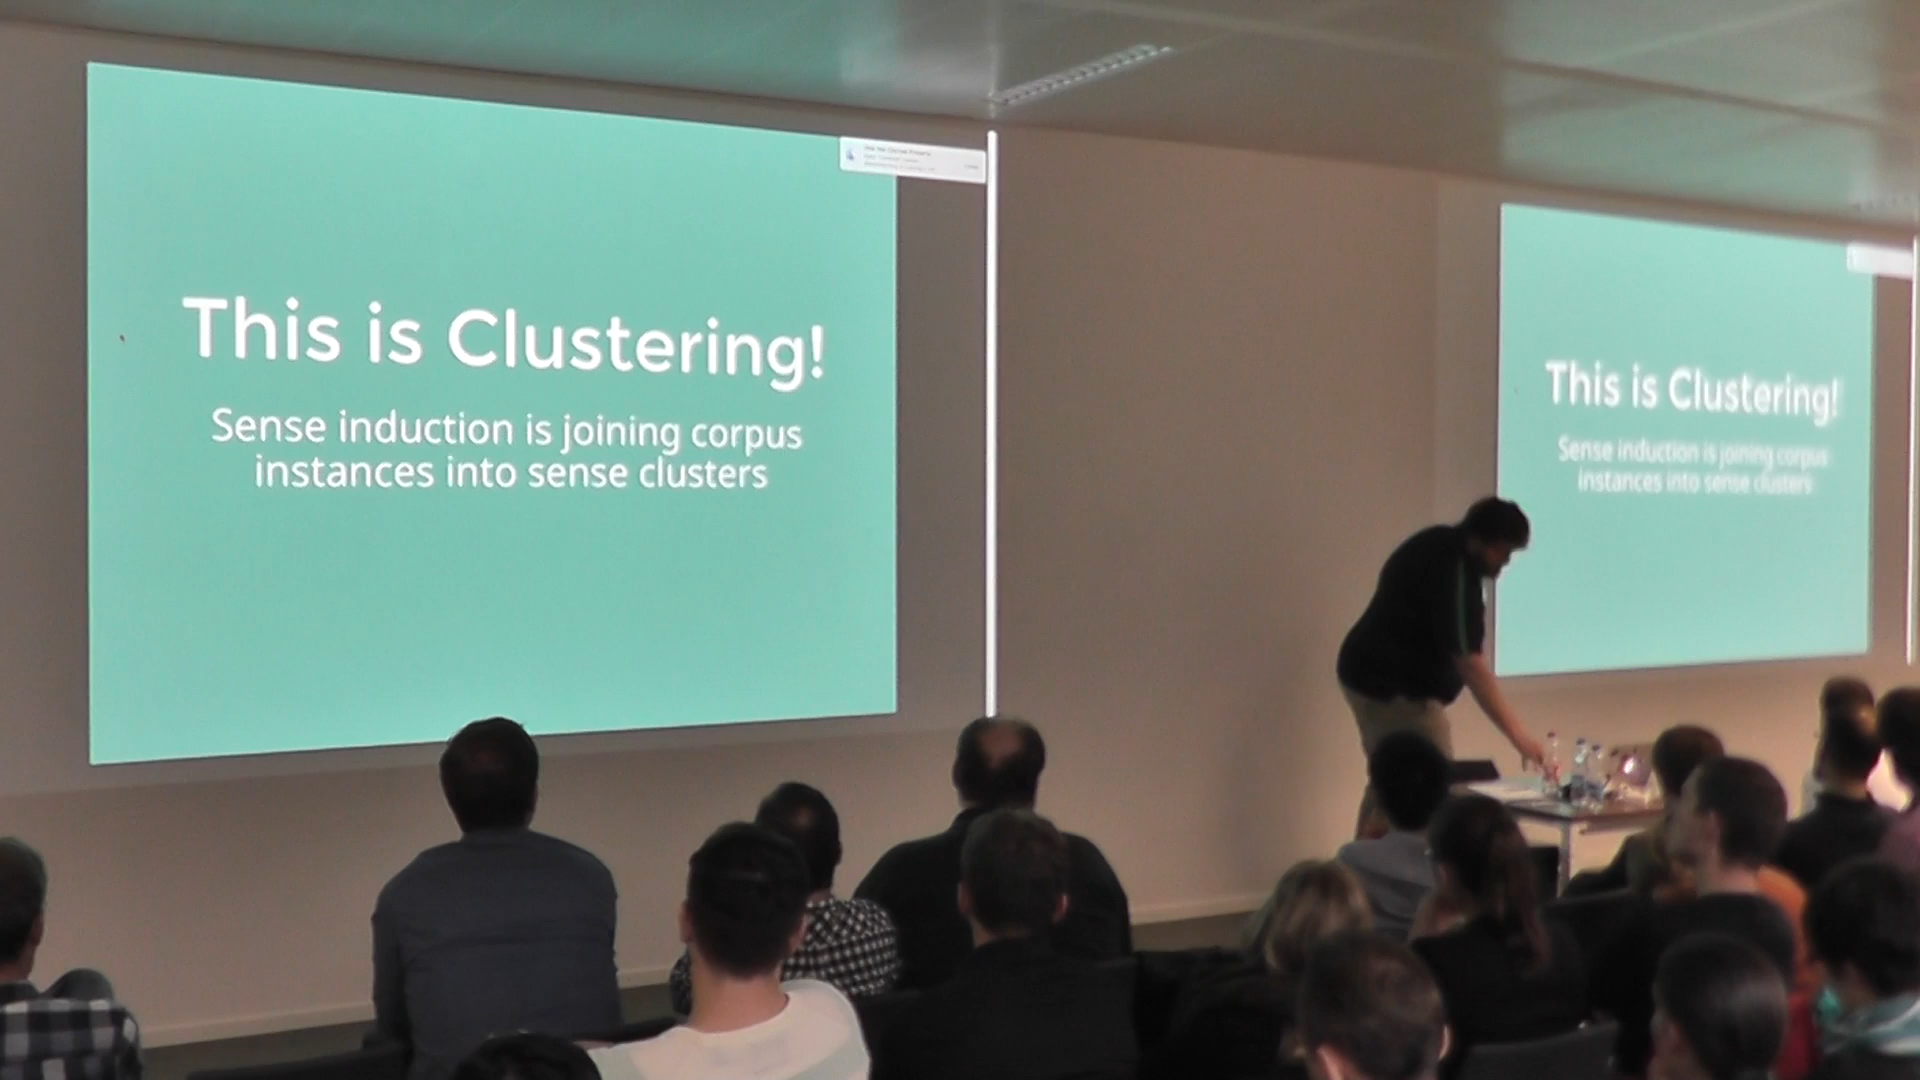 This is Clustering!
Sense induction is joining corpus
instances into sense clusters
This is Clustering!
Sense induction is joining corpus
instances into sense clusters